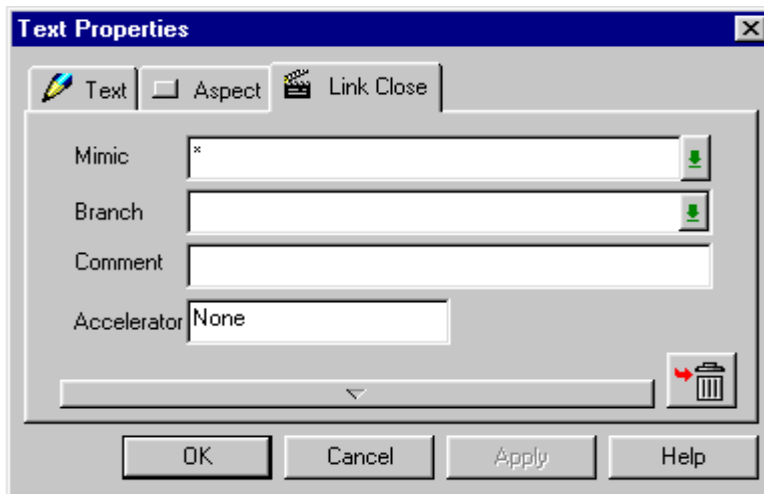 Text Properties
Text Aspect Link Close
Mimic *
Branch
Comment
Accelerator None
OK Cancel Apply Help